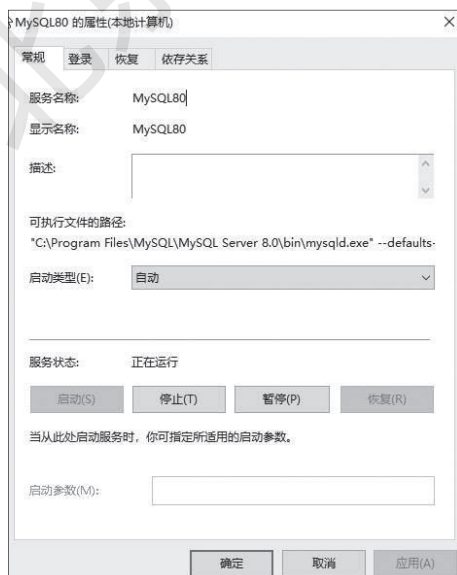 MySQL80 的属性(本地计算机)
常规 登录 恢复 依存关系
服务名称: MySQL80
显示名称: MySQL80
描述:
可执行文件的路径:
"C:\Program Files\MySQL\MySQL Server 8.0\bin\mysqld.exe" --defaults-
启动类型(E): 自动
服务状态: 正在运行
启动(S) 停止(T) 暂停(P) 恢复(R)
当从此处启动服务时，你可指定所适用的启动参数。
启动参数(M):
确定 取消 应用(A)